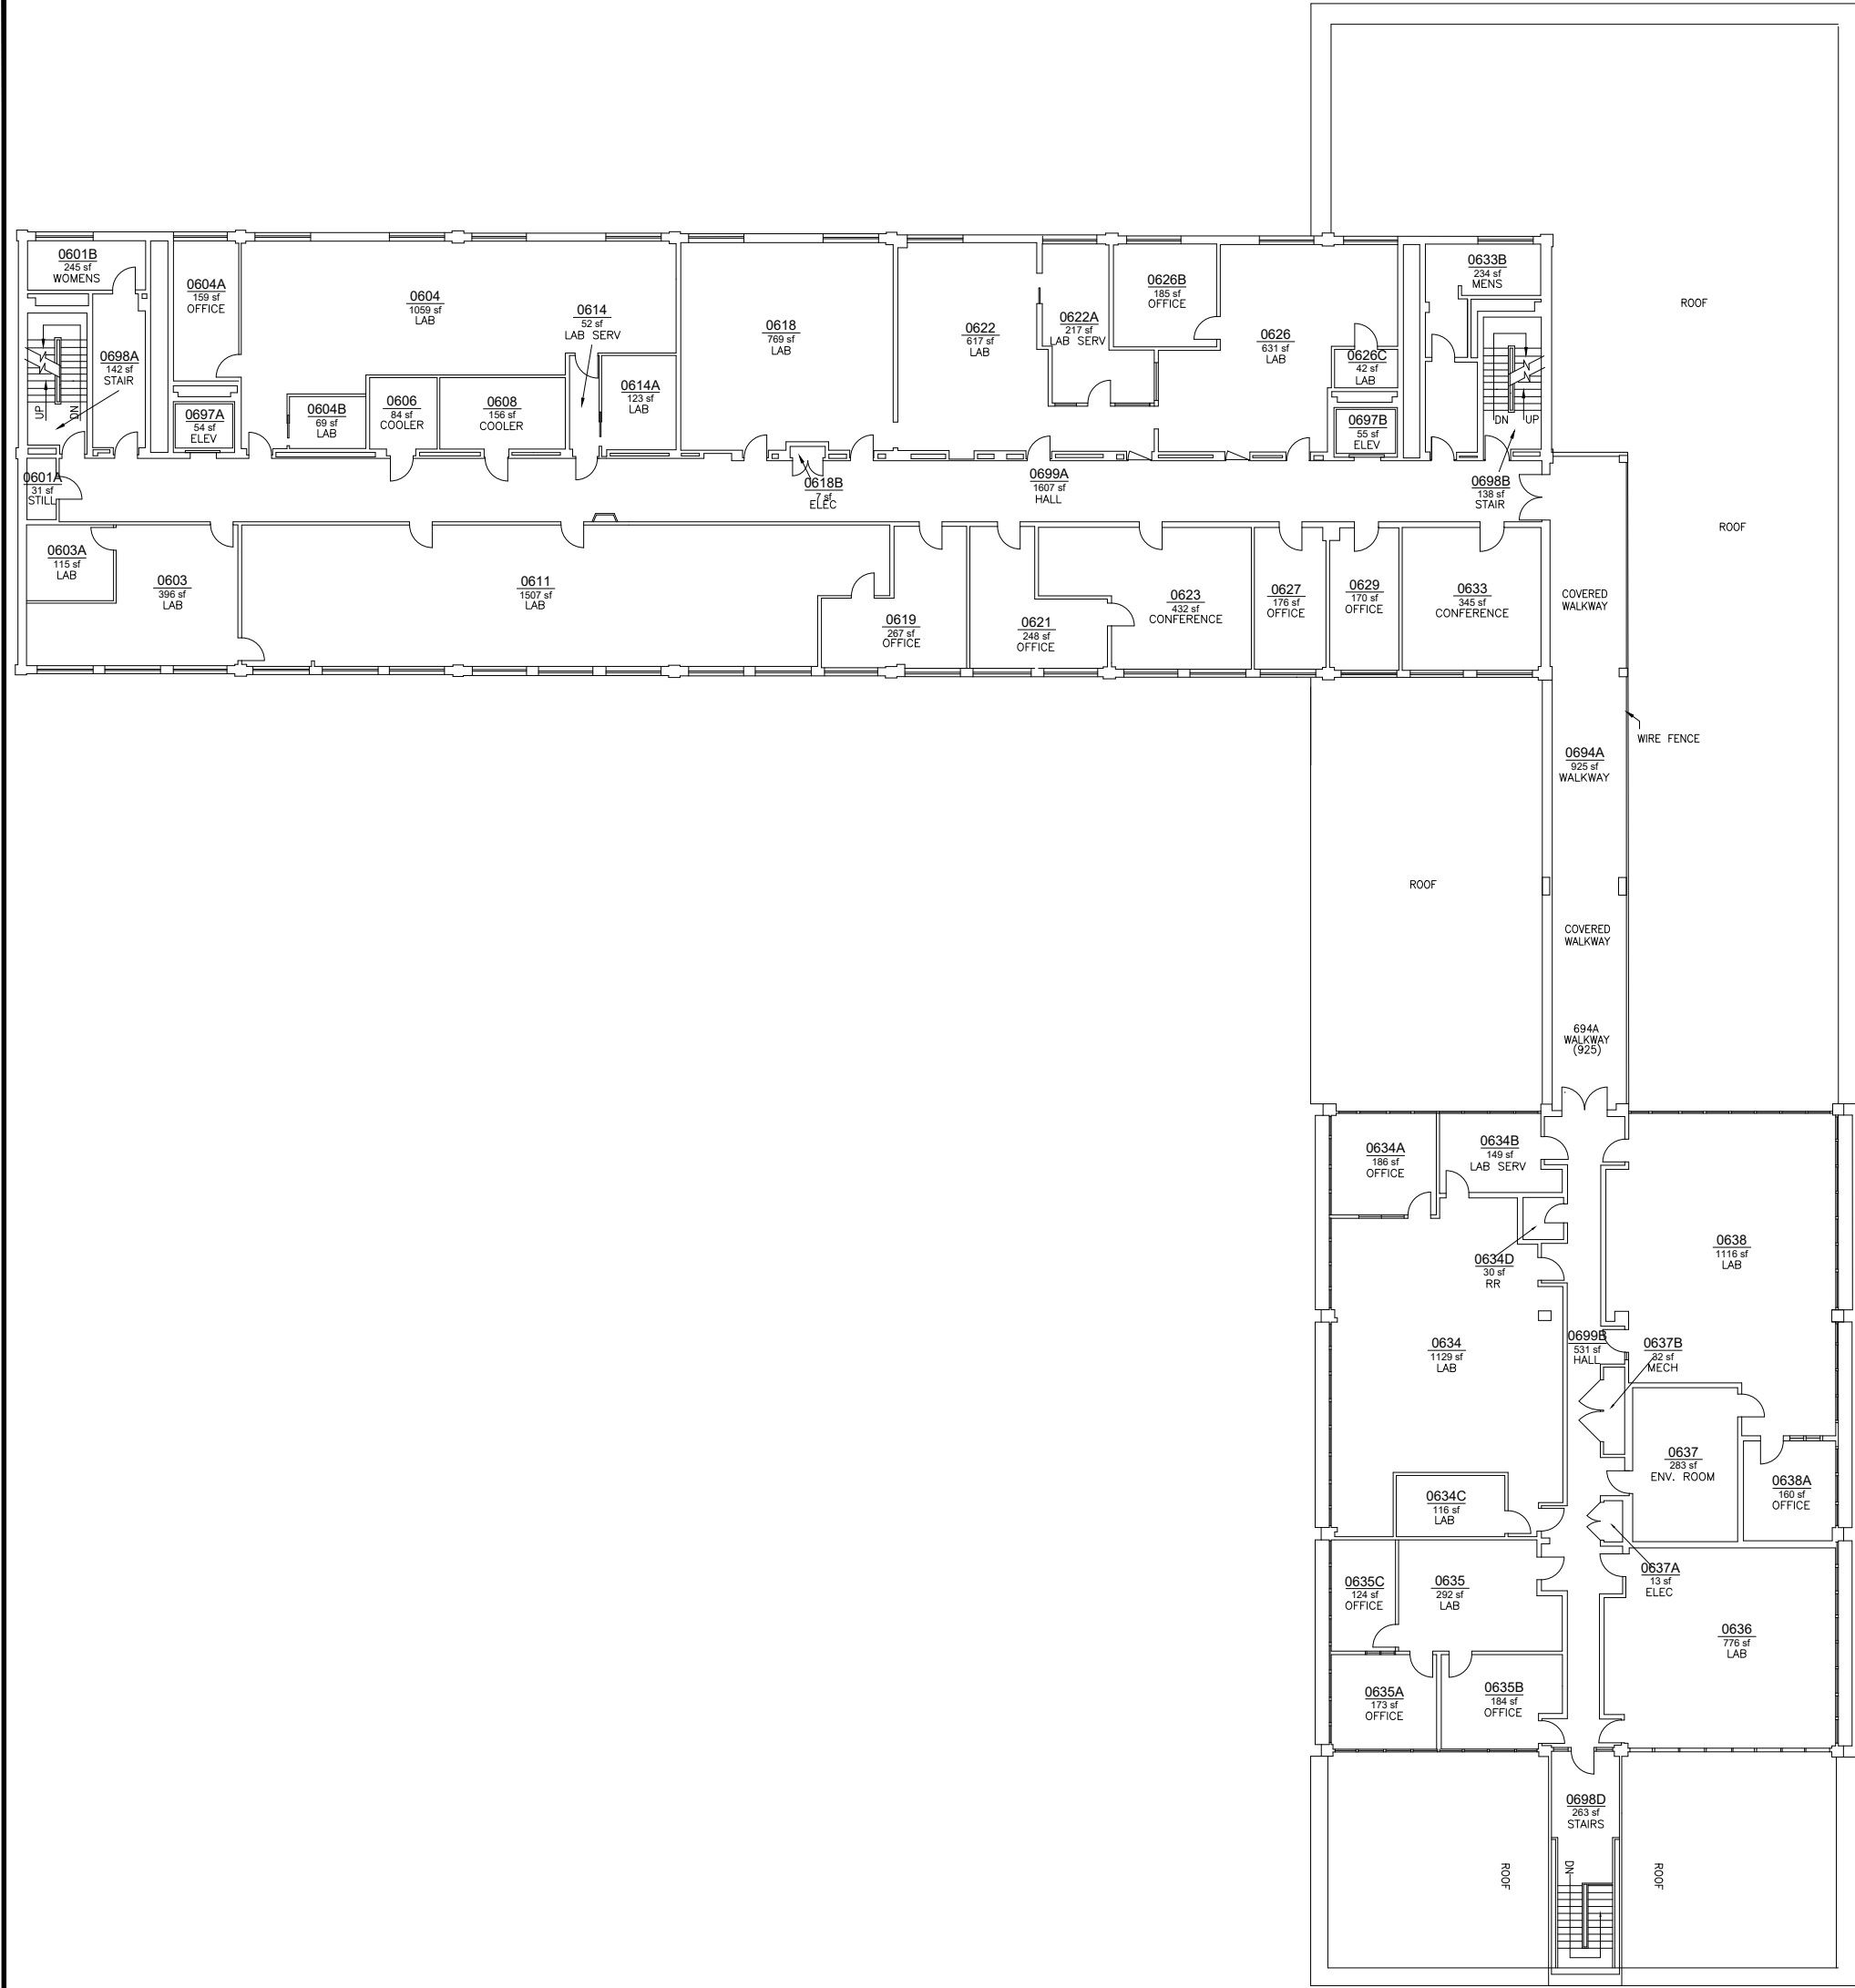 ROOF
0601B
245 sf
WOMENS
0604A
159 sf
OFFICE
0604
1059 sf
LAB
0614
52 sf
LAB SERV
0618
769 sf
LAB
0622
617 sf
LAB
0622A
217 sf
LAB SERV
0626B
185 sf
OFFICE
0626
631 sf
LAB
0626C
42 sf
LAB
0633B
234 sf
MENS
0698A
142 sf
STAIR
UP
DN
0697A
54 sf
ELEV
0604B
69 sf
LAB
0606
84 sf
COOLER
0608
156 sf
COOLER
0614A
123 sf
LAB
0697B
55 sf
ELEV
DN
UP
0601A
31 sf
STILL
0618B
7 sf
ELEC
0699A
1607 sf
HALL
0698B
138 sf
STAIR
ROOF
0603A
115 sf
LAB
0603
396 sf
LAB
0611
1507 sf
LAB
0619
267 sf
OFFICE
0621
248 sf
OFFICE
0623
432 sf
CONFERENCE
0627
176 sf
OFFICE
0629
170 sf
OFFICE
0633
345 sf
CONFERENCE
COVERED
WALKWAY
WIRE FENCE
0694A
925 sf
WALKWAY
ROOF
COVERED
WALKWAY
694A
WALKWAY
(925)
0634A
186 sf
OFFICE
0634B
149 sf
LAB SERV
0634D
30 sf
RR
0638
1116 sf
LAB
0634
1129 sf
LAB
0699B
531 sf
HALL
0637B
32 sf
MECH
0637
283 sf
ENV. ROOM
0638A
160 sf
OFFICE
0634C
116 sf
LAB
0635C
124 sf
OFFICE
0635
292 sf
LAB
0637A
13 sf
ELEC
0636
776 sf
LAB
0635A
173 sf
OFFICE
0635B
184 sf
OFFICE
0698D
263 sf
STAIRS
ROOF
DN
ROOF